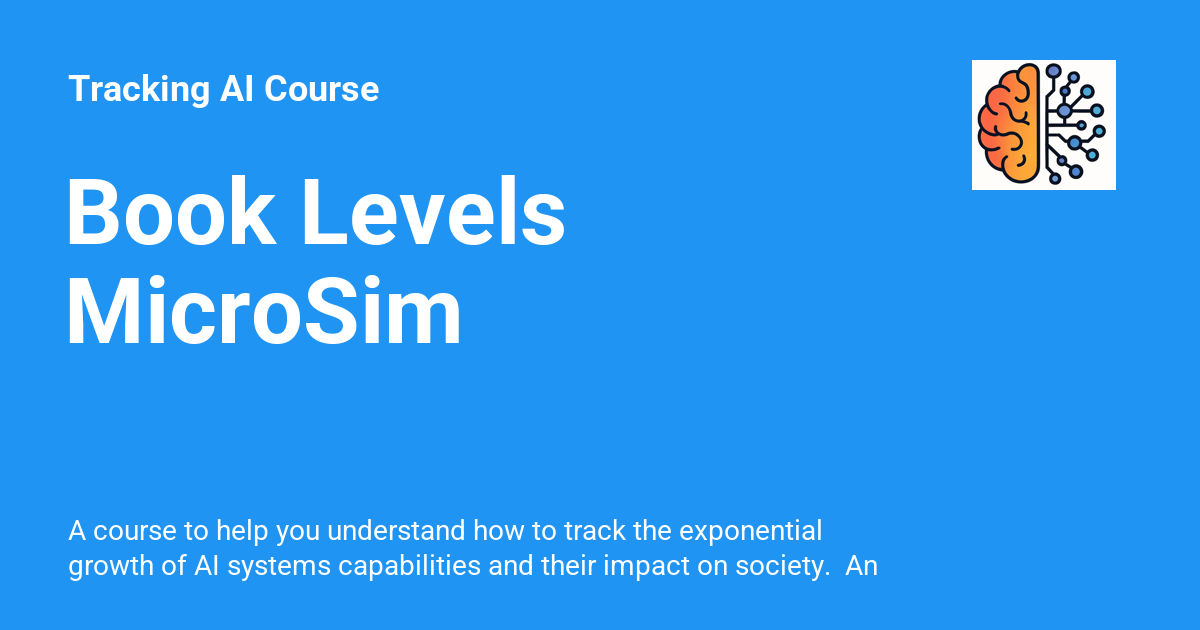 Tracking AI Course
Book Levels
MicroSim
A course to help you understand how to track the exponential
growth of AI systems capabilities and their impact on society.  An